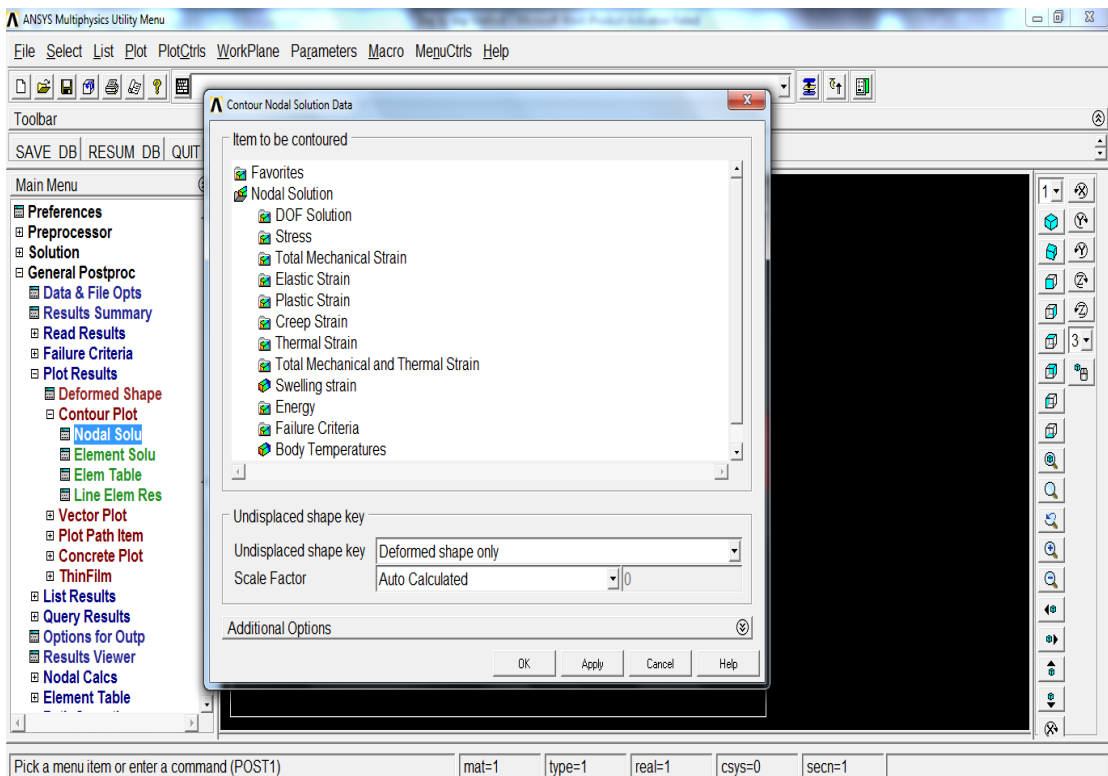 ANSYS Multiphysics Utility Menu
File Select List Plot PlotCtrls WorkPlane Parameters Macro MenuCtrls Help
Toolbar
SAVE_DB RESUM_DB QUIT
Main Menu
Preferences
Preprocessor
Solution
General Postproc
Data & File Opts
Results Summary
Read Results
Failure Criteria
Plot Results
Deformed Shape
Contour Plot
Nodal Solu
Element Solu
Elem Table
Line Elem Res
Vector Plot
Plot Path Item
Concrete Plot
ThinFilm
List Results
Query Results
Options for Outp
Results Viewer
Nodal Calcs
Element Table
Contour Nodal Solution Data
Item to be contoured
Favorites
Nodal Solution
DOF Solution
Stress
Total Mechanical Strain
Elastic Strain
Plastic Strain
Creep Strain
Thermal Strain
Total Mechanical and Thermal Strain
Swelling strain
Energy
Failure Criteria
Body Temperatures
Undisplaced shape key
Undisplaced shape key Deformed shape only
Scale Factor Auto Calculated 0
Additional Options
OK Apply Cancel Help
1
X
Y
Y
Z
Z
3
X
Pick a menu item or enter a command (POST1) mat=1 type=1 real=1 csys=0 secn=1